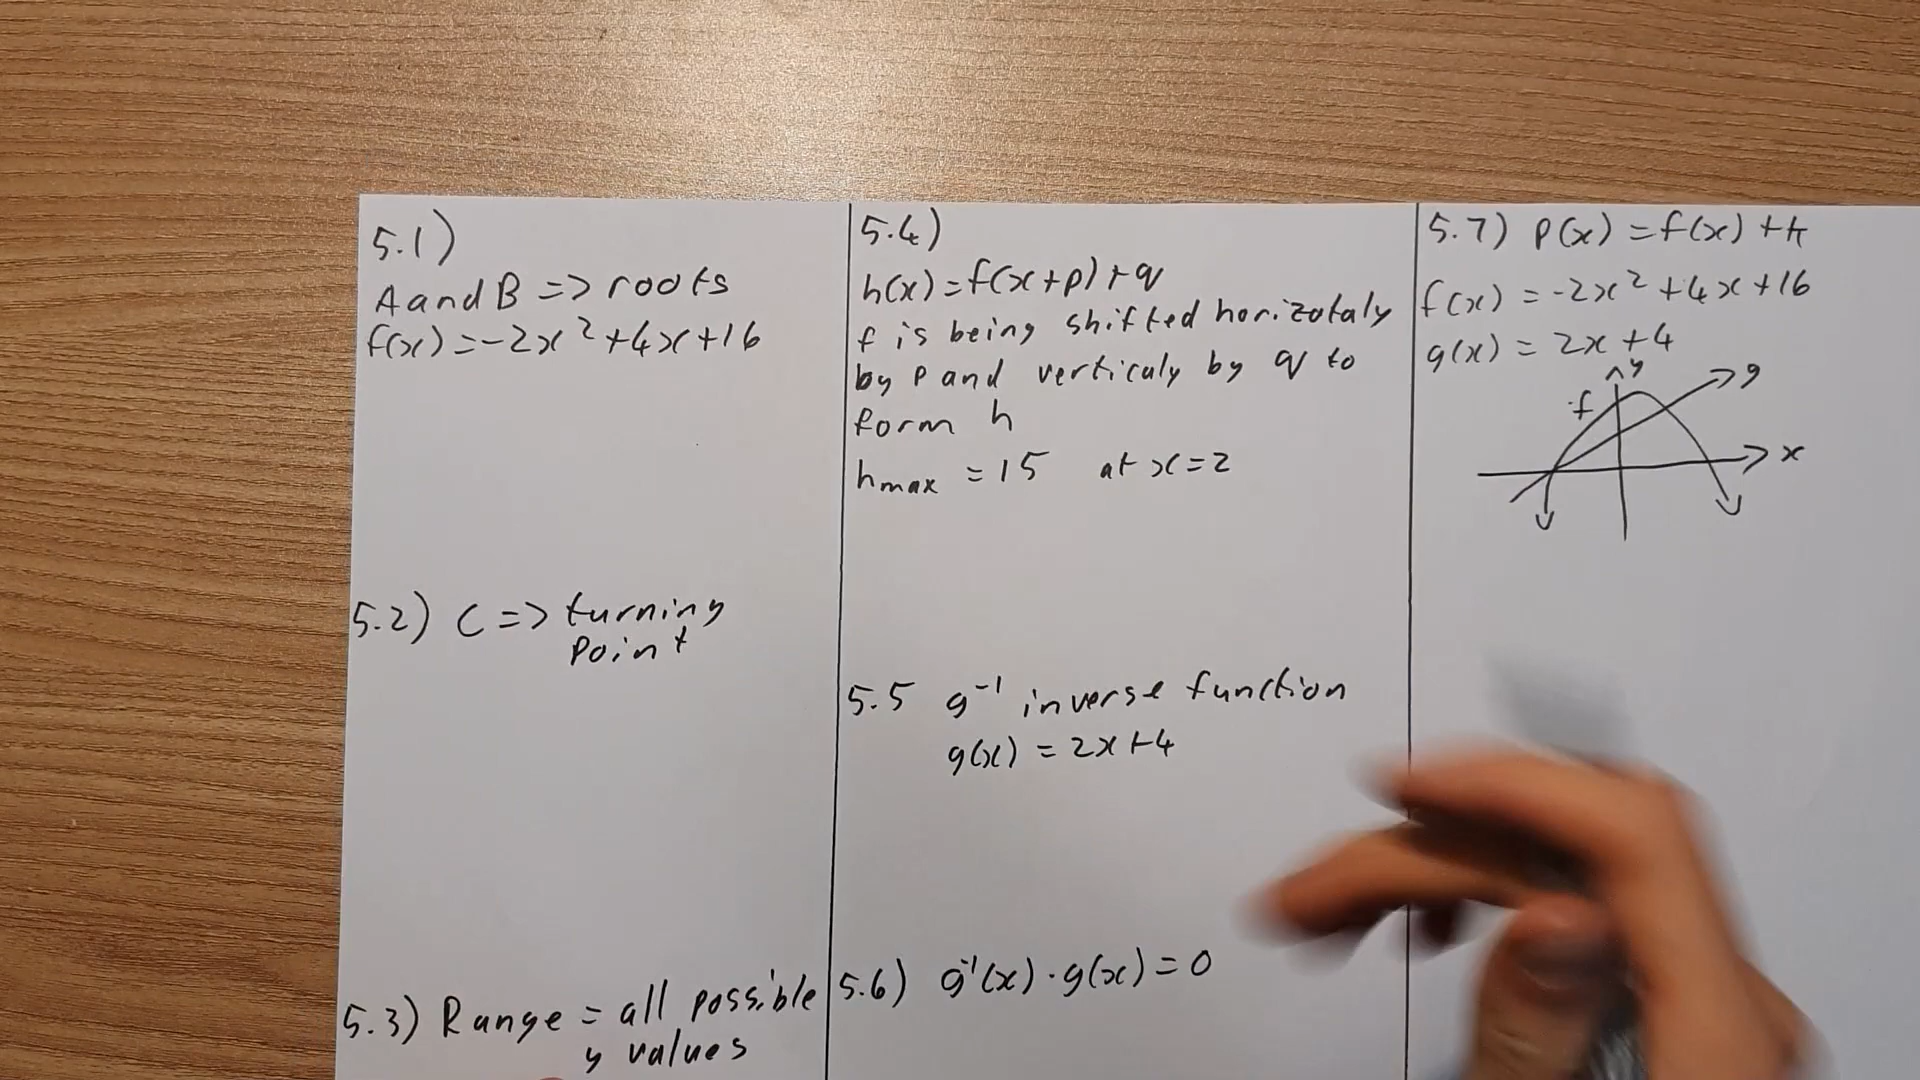 5.1)
A and B => roots
f(x) = -2x² + 4x + 16
5.2) C => turning
Point
5.3) Range = all possible
y values
5.4)
h(x) = f(x+p) + q
f is being shifted horizotaly
by p and verticaly by q to
form h
hmax = 15 at x = 2
5.5 g⁻¹ inverse function
g(x) = 2x + 4
5.6) g⁻¹(x) · g(x) = 0
5.7) P(x) = f(x) + k
f(x) = -2x² + 4x + 16
g(x) = 2x + 4
y
g
f
x